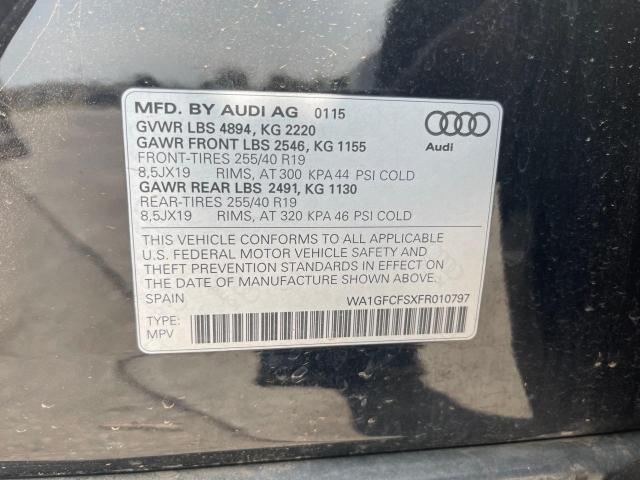 MFD. BY AUDI AG 0115
GVWR LBS 4894, KG 2220
GAWR FRONT LBS 2546, KG 1155
FRONT-TIRES 255/40 R19
8,5JX19 RIMS, AT 300 KPA 44 PSI COLD
GAWR REAR LBS 2491, KG 1130
REAR-TIRES 255/40 R19
8,5JX19 RIMS, AT 320 KPA 46 PSI COLD
Audi
THIS VEHICLE CONFORMS TO ALL APPLICABLE
U.S. FEDERAL MOTOR VEHICLE SAFETY AND
THEFT PREVENTION STANDARDS IN EFFECT ON
THE DATE OF MANUFACTURE SHOWN ABOVE.
SPAIN WA1GFCFSXFR010797
TYPE:
MPV